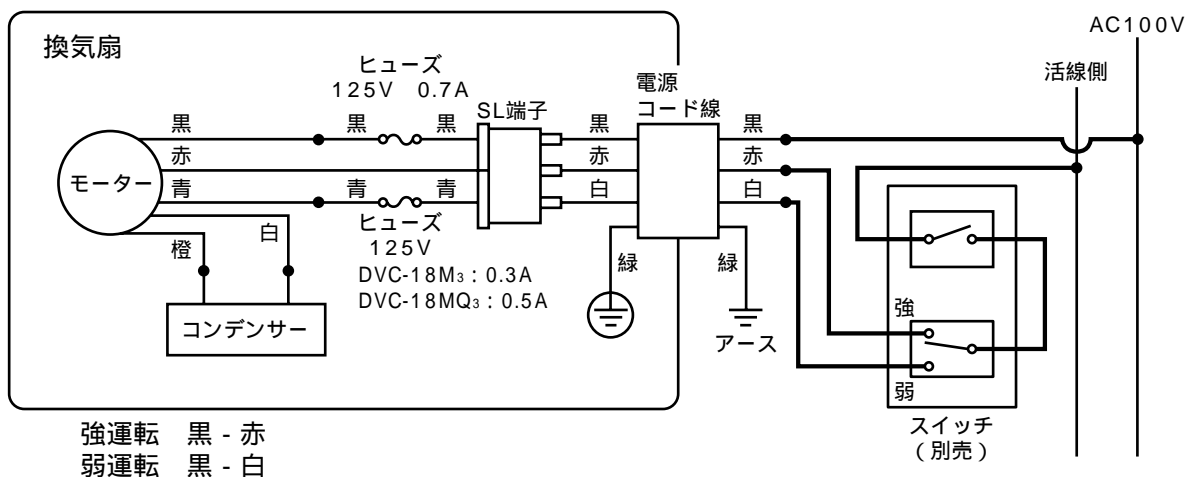 AC100V
換気扇
活線側
ヒューズ
125V 0.7A
電源
コード線
SL端子
黒 黒 黒 黒 黒
赤 赤 赤
モーター
青 青 青 白 白
ヒューズ
125V
DVC-18M₃：0.3A
DVC-18MQ₃：0.5A
橙 白
緑 緑
コンデンサー
アース
強
弱
スイッチ
（別売）
強運転 黒 - 赤
弱運転 黒 - 白